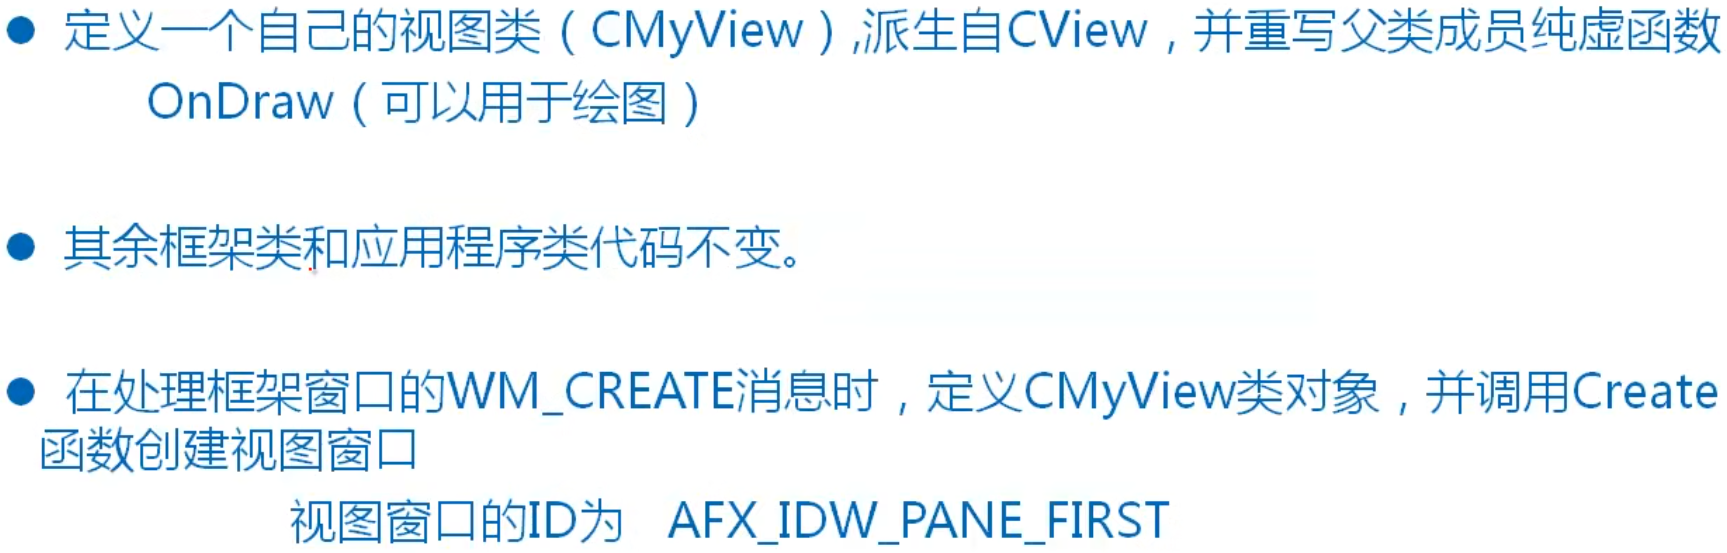 ● 定义一个自己的视图类（CMyView）,派生自CView，并重写父类成员纯虚函数
OnDraw（可以用于绘图）
● 其余框架类和应用程序类代码不变。
● 在处理框架窗口的WM_CREATE消息时，定义CMyView类对象，并调用Create
函数创建视图窗口
视图窗口的ID为 AFX_IDW_PANE_FIRST